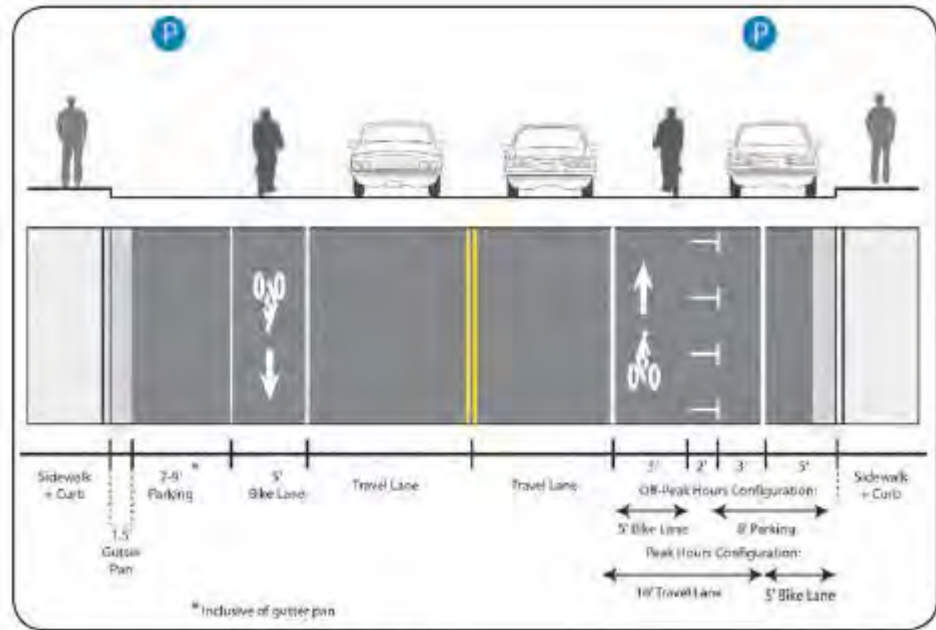 P
P
Sidewalk
+ Curb
7-9' *
Parking
5'
Bike Lane
Travel Lane
Travel Lane
5'
2'
3'
5'
Sidewalk
+ Curb
1.5'
Gutter
Pan
Off-Peak Hours Configuration:
5' Bike Lane
8' Parking
Peak Hours Configuration:
10' Travel Lane
5' Bike Lane
* Inclusive of gutter pan